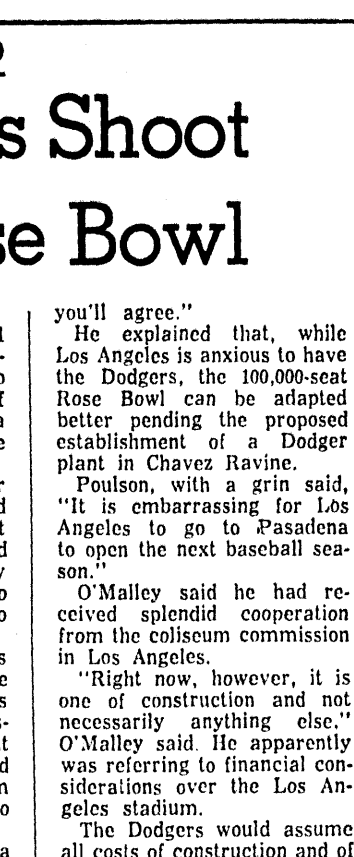 s Shoot
se Bowl
you'll agree."
He explained that, while
Los Angeles is anxious to have
the Dodgers, the 100,000-seat
Rose Bowl can be adapted
better pending the proposed
establishment of a Dodger
plant in Chavez Ravine.
Poulson, with a grin said,
"It is embarrassing for Los
Angeles to go to Pasadena
to open the next baseball sea-
son."
O'Malley said he had re-
ceived splendid cooperation
from the coliseum commission
in Los Angeles.
"Right now, however, it is
one of construction and not
necessarily anything else."
O'Malley said. He apparently
was referring to financial con-
siderations over the Los An-
geles stadium.
The Dodgers would assume
all costs of construction and of